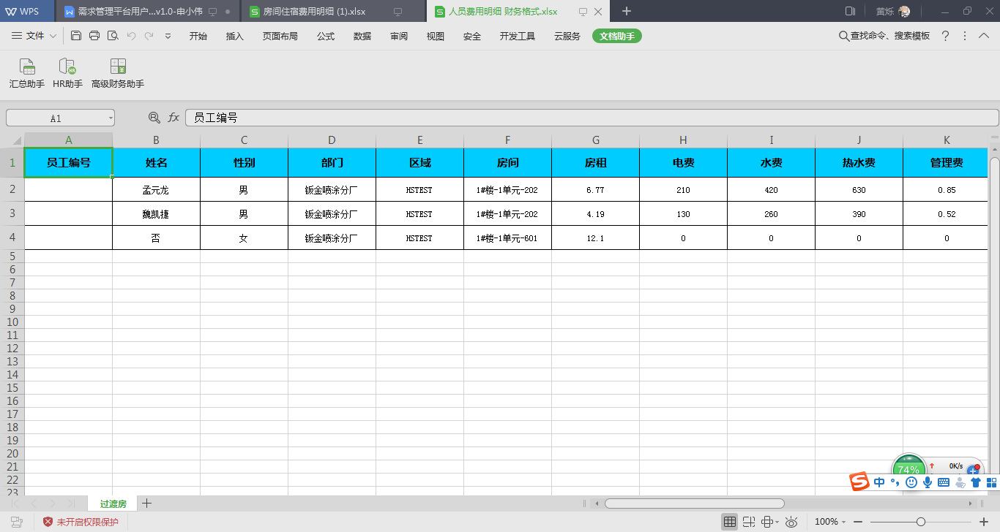 WPS 需求管理平台用户...v1.0-申小伟 房间住宿费用明细 (1).xlsx 人员费用明细 财务格式.xlsx 黄烁
文件 开始 插入 页面布局 公式 数据 审阅 视图 安全 开发工具 云服务 文档助手 查找命令、搜索模板
汇总助手 HR助手 高级财务助手
A1 fx 员工编号
A B C D E F G H I J K
1 员工编号 姓名 性别 部门 区域 房间 房租 电费 水费 热水费 管理费
2 孟元龙 男 钣金喷涂分厂 HSTEST 1#楼-1单元-202 6.77 210 420 630 0.85
3 魏凯捷 男 钣金喷涂分厂 HSTEST 1#楼-1单元-202 4.19 130 260 390 0.52
4 否 女 钣金喷涂分厂 HSTEST 1#楼-1单元-601 12.1 0 0 0 0
5
6
7
8
9
10
11
12
13
14
15
16
17
18
19
20
21
22
23
74% 0K/s
中
过渡房
未开启权限保护 100%